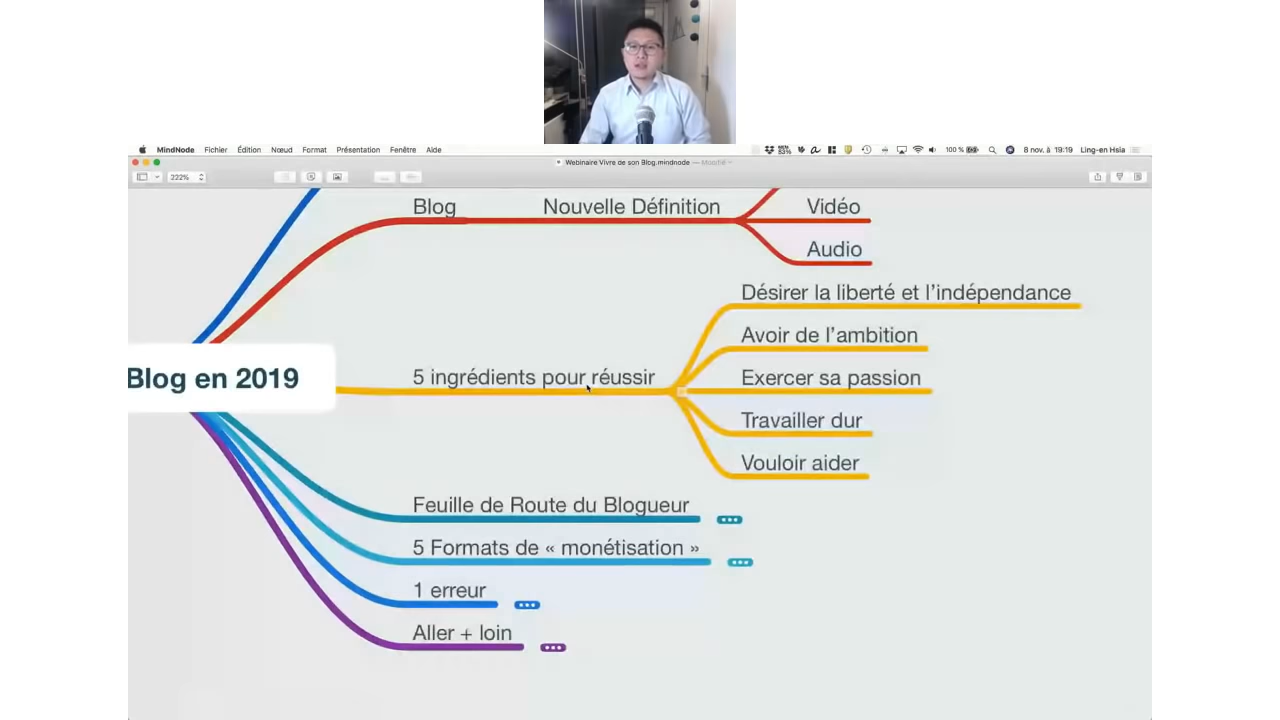 MindNode Fichier Édition Nœud Format Présentation Fenêtre Aide
100 % 8 nov. à 19:19 Ling-en Hsia
Webinaire Vivre de son Blog.mindnode — Modifié
222%
Blog
Nouvelle Définition
Vidéo
Audio
Blog en 2019
5 ingrédients pour réussir
Désirer la liberté et l’indépendance
Avoir de l’ambition
Exercer sa passion
Travailler dur
Vouloir aider
Feuille de Route du Blogueur
5 Formats de « monétisation »
1 erreur
Aller + loin